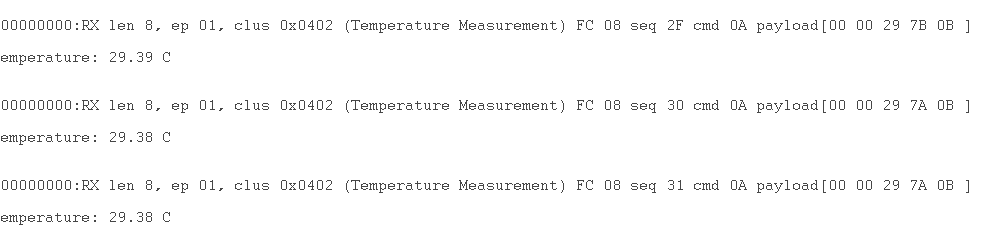 00000000:RX len 8, ep 01, clus 0x0402 (Temperature Measurement) FC 08 seq 2F cmd 0A payload[00 00 29 7B 0B ]
emperature: 29.39 C
00000000:RX len 8, ep 01, clus 0x0402 (Temperature Measurement) FC 08 seq 30 cmd 0A payload[00 00 29 7A 0B ]
emperature: 29.38 C
00000000:RX len 8, ep 01, clus 0x0402 (Temperature Measurement) FC 08 seq 31 cmd 0A payload[00 00 29 7A 0B ]
emperature: 29.38 C